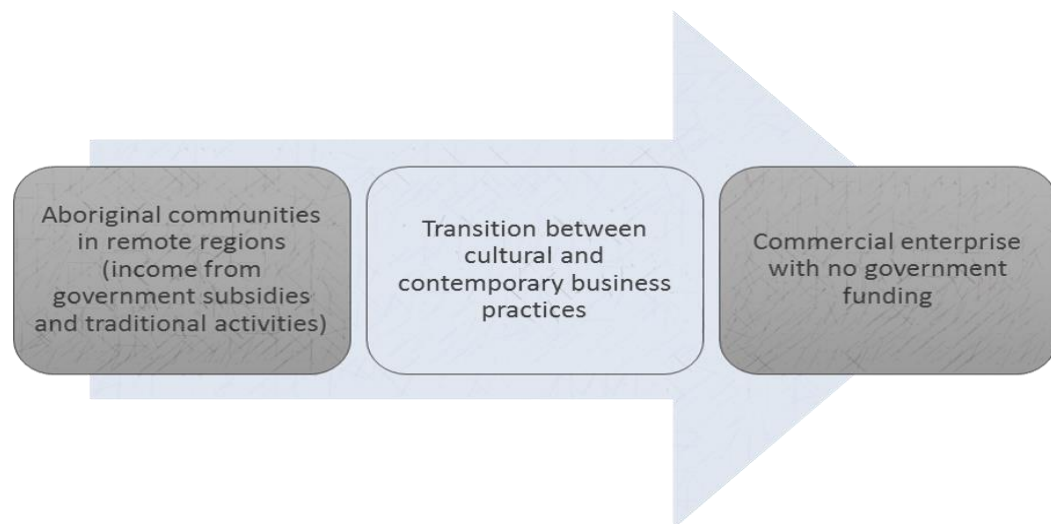 Aboriginal communities
in remote regions
(income from
government subsidies
and traditional activities)
Transition between
cultural and
contemporary business
practices
Commercial enterprise
with no government
funding